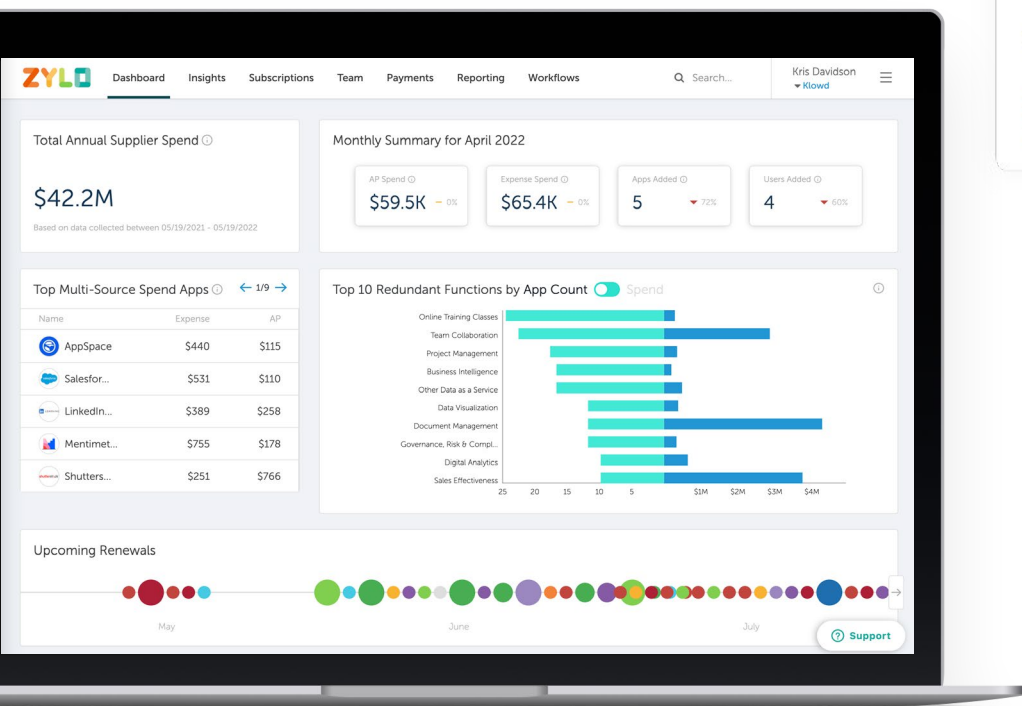 ZYLO
Dashboard Insights Subscriptions Team Payments Reporting Workflows
Search...
Kris Davidson
Klowd
Total Annual Supplier Spend
$42.2M
Based on data collected between 05/19/2021 - 05/19/2022
Monthly Summary for April 2022
AP Spend
$59.5K – 0%
Expense Spend
$65.4K – 0%
Apps Added
5 72%
Users Added
4 60%
Top Multi-Source Spend Apps ← 1/9 →
Name Expense AP
AppSpace $440 $115
Salesfor... $531 $110
LinkedIn... $389 $258
Mentimet... $755 $178
Shutters... $251 $766
Top 10 Redundant Functions by App Count Spend
Online Training Classes
Team Collaboration
Project Management
Business Intelligence
Other Data as a Service
Data Visualization
Document Management
Governance, Risk & Compl...
Digital Analytics
Sales Effectiveness
25 20 15 10 5 $1M $2M $3M $4M
Upcoming Renewals
May June July
Support